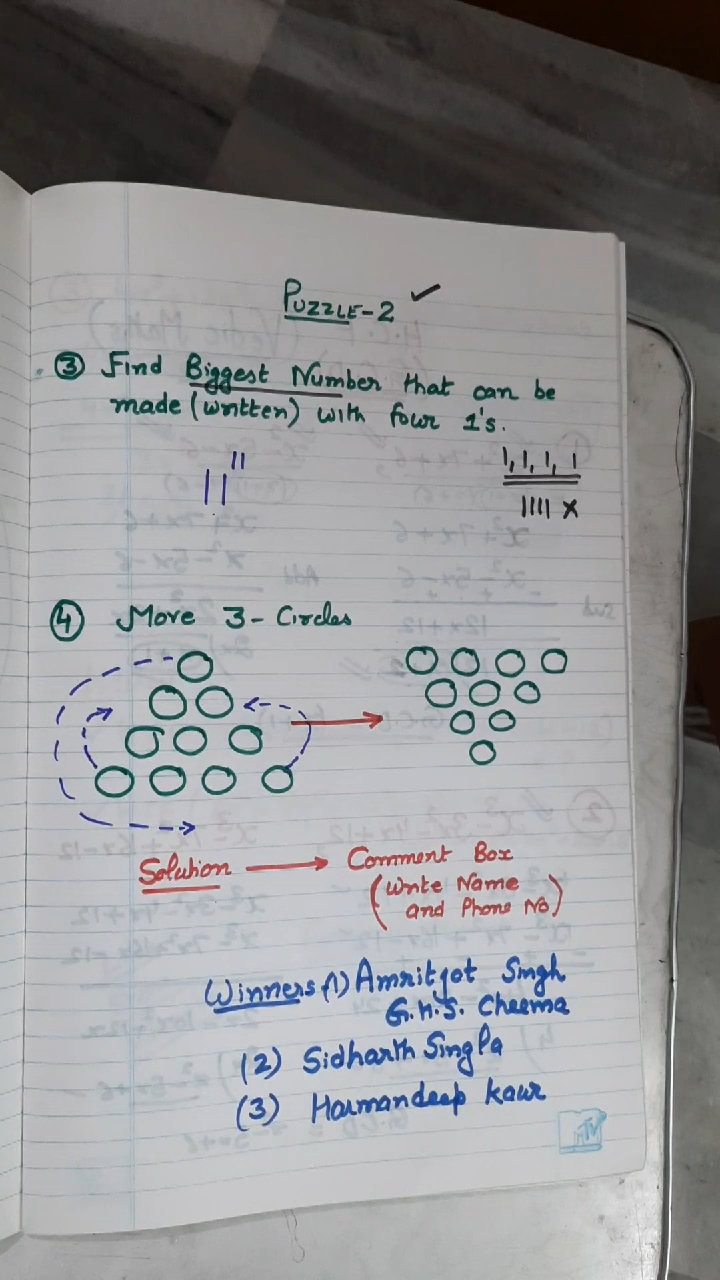 PUZZLE-2 ✓
③ Find Biggest Number that can be
made (written) with four 1's.
11¹¹
1, 1, 1, 1
1111 x
④ Move 3- Circles
Solution → Comment Box
(Write Name
and Phone No)
Winners (1) Amritjot Singh
G.H.S. Cheema
(2) Sidharth Singla
(3) Harmandeep kaur
MTV